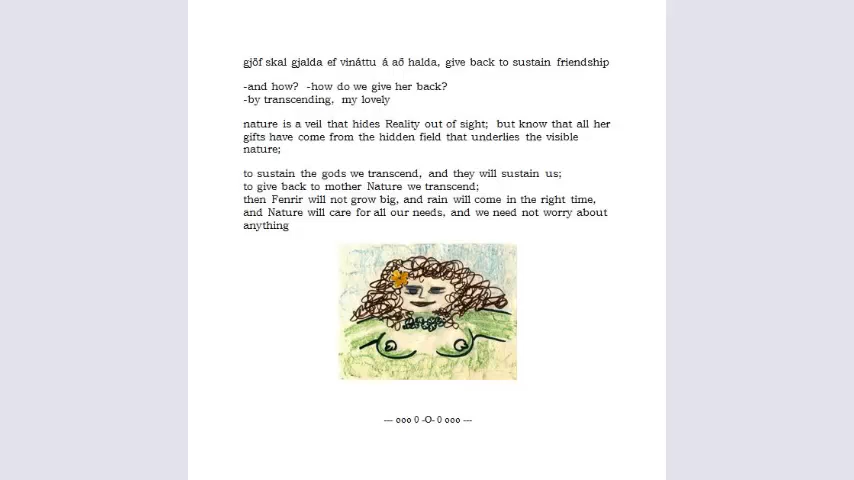 gjöf skal gjalda ef vináttu á að halda, give back to sustain friendship
-and how? -how do we give her back?
-by transcending, my lovely
nature is a veil that hides Reality out of sight; but know that all her
gifts have come from the hidden field that underlies the visible
nature;
to sustain the gods we transcend, and they will sustain us;
to give back to mother Nature we transcend;
then Fenrir will not grow big, and rain will come in the right time,
and Nature will care for all our needs, and we need not worry about
anything
--- ooo 0 -O- 0 ooo ---